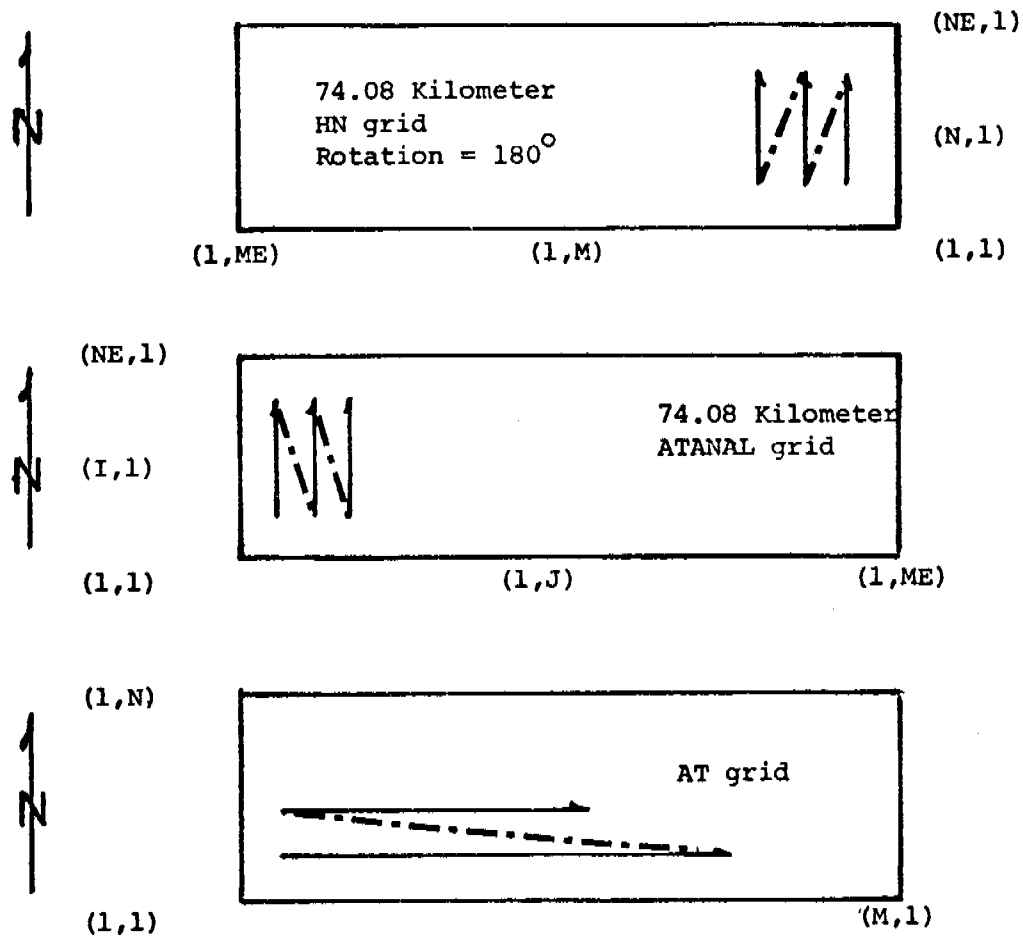 (NE,1)
74.08 Kilometer
HN grid
Rotation = 180°
(N,1)
N
(1,ME)
(1,M)
(1,1)
(NE,1)
74.08 Kilometer
ATANAL grid
N
(I,1)
(1,1)
(1,J)
(1,ME)
(1,N)
AT grid
N
(1,1)
(M,1)